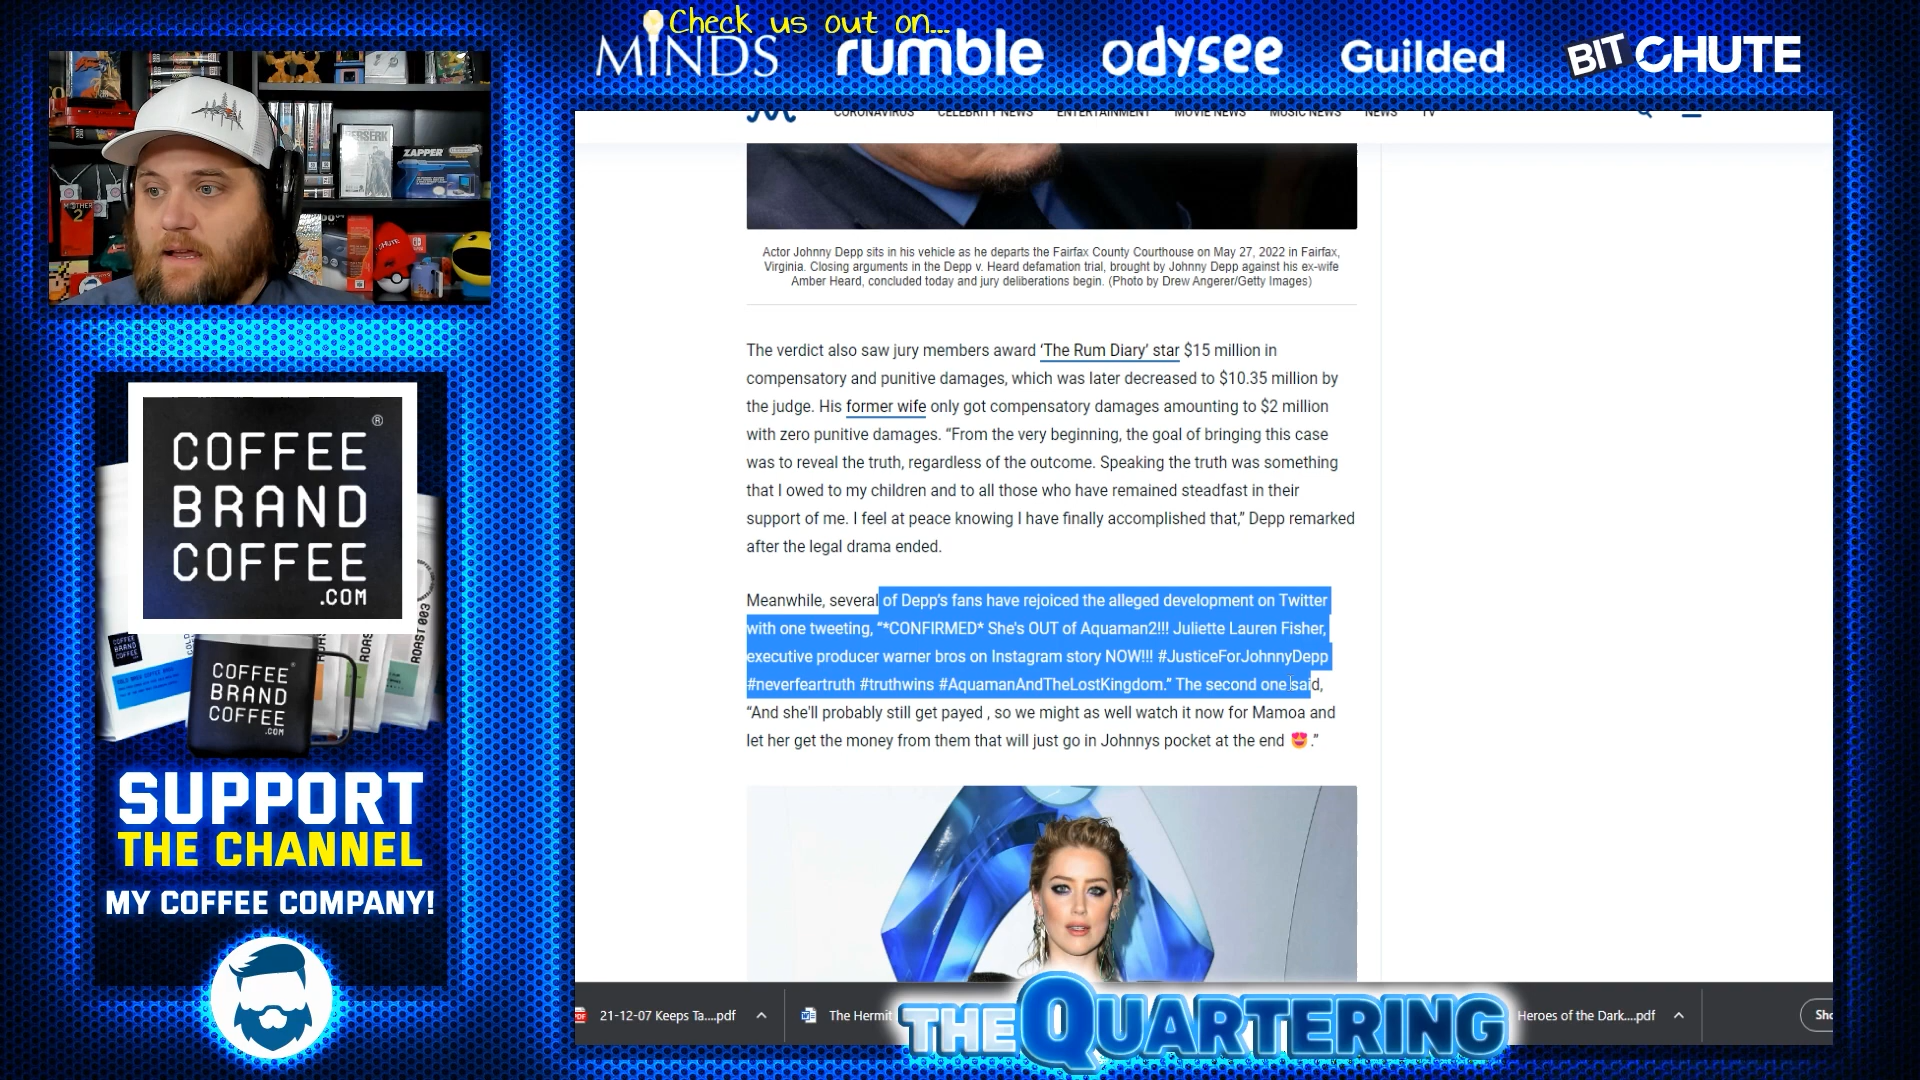 Check us out on...
MINDS
rumble
odysee
Guilded
BITCHUTE
CORONAVIRUS CELEBRITY NEWS ENTERTAINMENT MOVIE NEWS MUSIC NEWS NEWS TV
BERSERK
ZAPPER
MOTHER
2
Actor Johnny Depp sits in his vehicle as he departs the Fairfax County Courthouse on May 27, 2022 in Fairfax,
Virginia. Closing arguments in the Depp v. Heard defamation trial, brought by Johnny Depp against his ex-wife
Amber Heard, concluded today and jury deliberations begin. (Photo by Drew Angerer/Getty Images)
The verdict also saw jury members award ‘The Rum Diary’ star $15 million in
compensatory and punitive damages, which was later decreased to $10.35 million by
the judge. His former wife only got compensatory damages amounting to $2 million
with zero punitive damages. “From the very beginning, the goal of bringing this case
was to reveal the truth, regardless of the outcome. Speaking the truth was something
that I owed to my children and to all those who have remained steadfast in their
support of me. I feel at peace knowing I have finally accomplished that,” Depp remarked
after the legal drama ended.
Meanwhile, several of Depp’s fans have rejoiced the alleged development on Twitter
with one tweeting, “*CONFIRMED* She's OUT of Aquaman2!!! Juliette Lauren Fisher,
executive producer warner bros on Instagram story NOW!!! #JusticeForJohnnyDepp
#neverfeartruth #truthwins #AquamanAndTheLostKingdom.” The second one said,
“And she'll probably still get payed , so we might as well watch it now for Mamoa and
let her get the money from them that will just go in Johnnys pocket at the end 😍.”
COFFEE®
BRAND
COFFEE
.COM
COFFEE®
BRAND
COFFEE
.COM
ROAST 003
SUPPORT
THE CHANNEL
MY COFFEE COMPANY!
21-12-07 Keeps Ta....pdf
The Hermit
Heroes of the Dark....pdf
Sho
THE QUARTERING